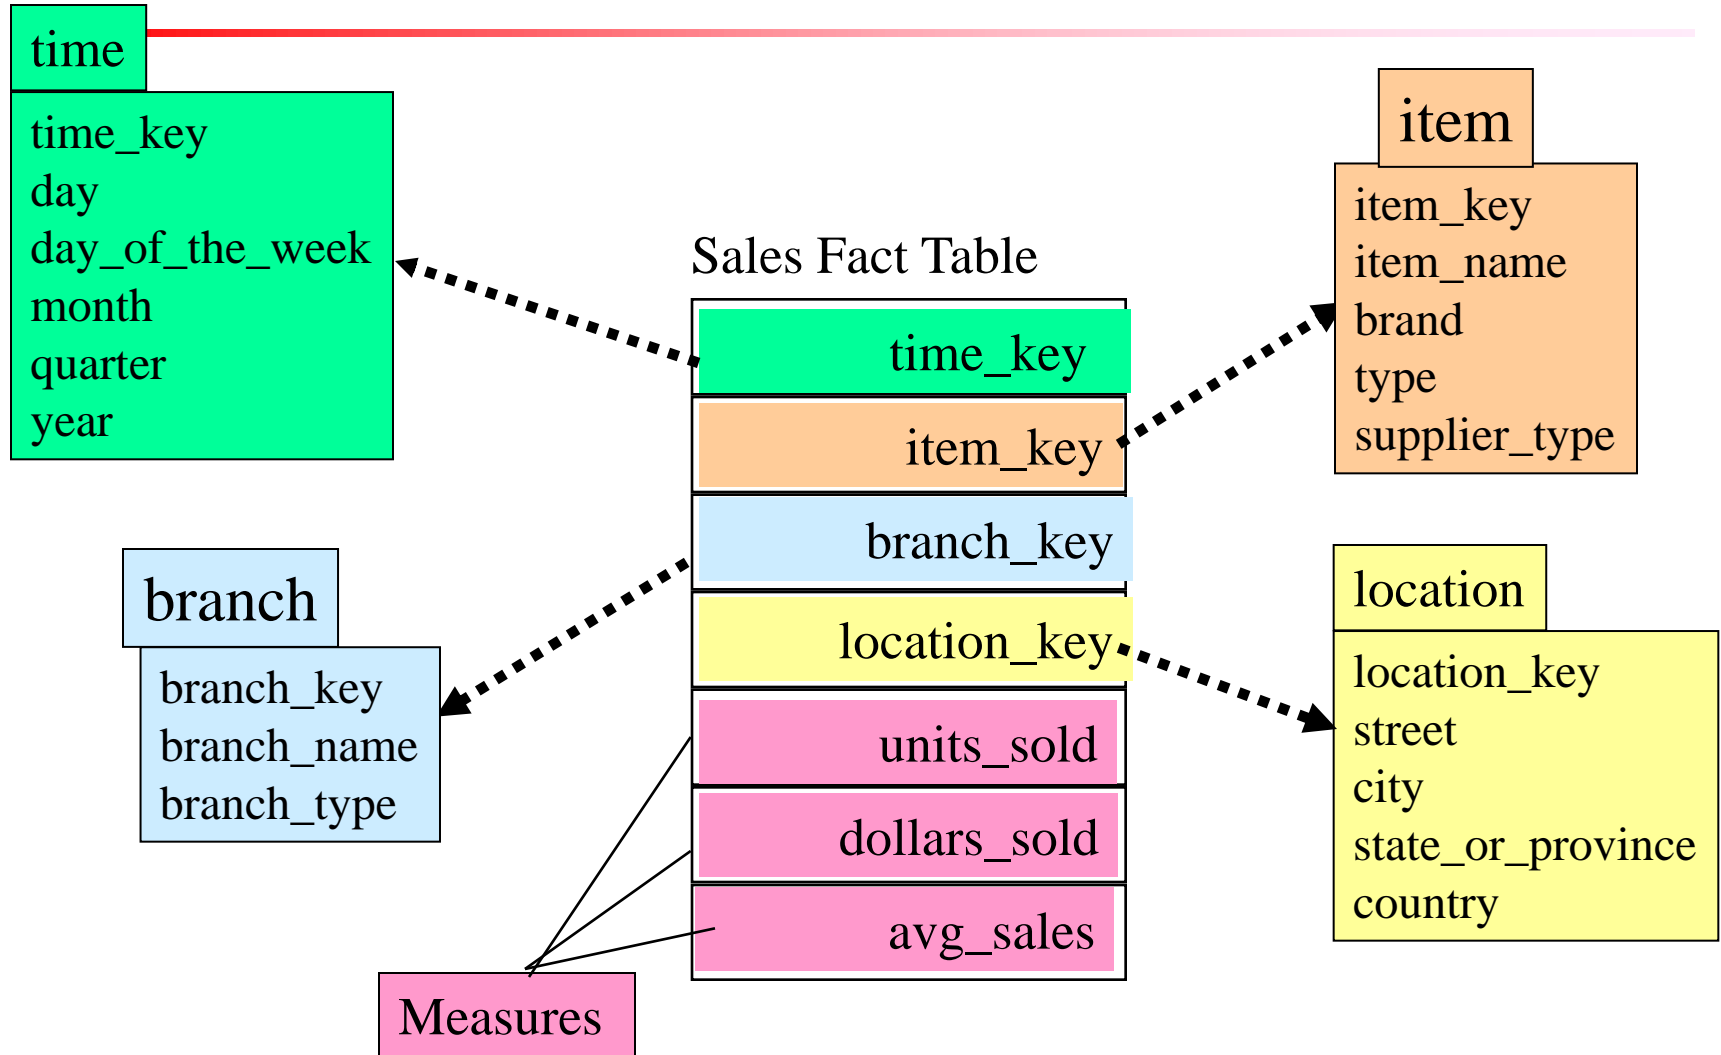 time
time_key
day
day_of_the_week
month
quarter
year
item
item_key
item_name
brand
type
supplier_type
Sales Fact Table
time_key
item_key
branch_key
location_key
units_sold
dollars_sold
avg_sales
branch
branch_key
branch_name
branch_type
location
location_key
street
city
state_or_province
country
Measures